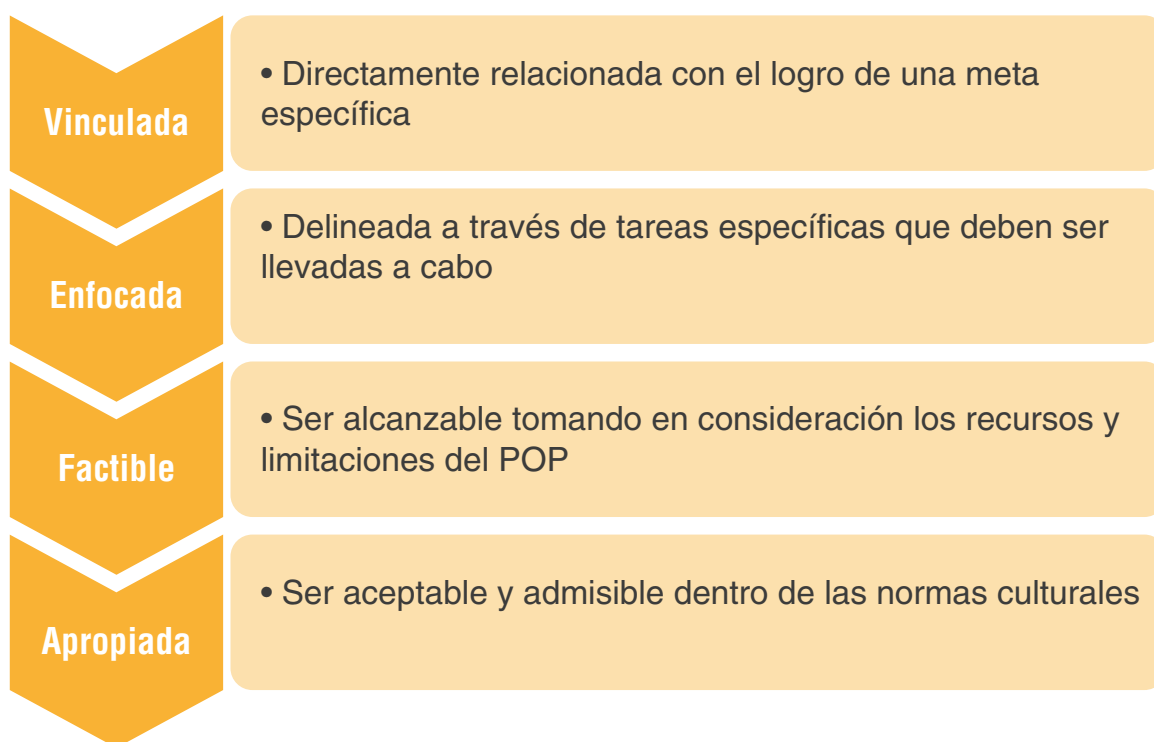 Vinculada
• Directamente relacionada con el logro de una meta
específica
Enfocada
• Delineada a través de tareas específicas que deben ser
llevadas a cabo
Factible
• Ser alcanzable tomando en consideración los recursos y
limitaciones del POP
Apropiada
• Ser aceptable y admisible dentro de las normas culturales